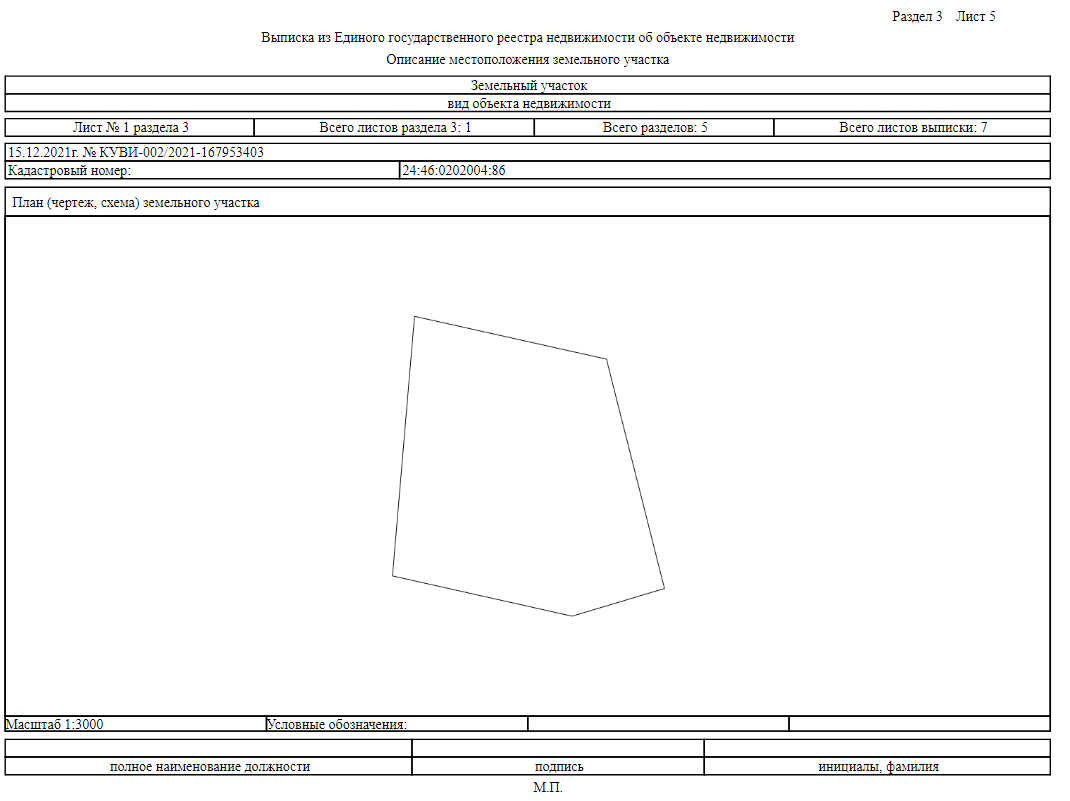 Раздел 3 Лист 5
Выписка из Единого государственного реестра недвижимости об объекте недвижимости
Описание местоположения земельного участка
Земельный участок
вид объекта недвижимости
Лист № 1 раздела 3 Всего листов раздела 3: 1 Всего разделов: 5 Всего листов выписки: 7
15.12.2021г. № КУВИ-002/2021-167953403
Кадастровый номер: 24:46:0202004:86
План (чертеж, схема) земельного участка
Масштаб 1:3000 Условные обозначения:
полное наименование должности подпись инициалы, фамилия
М.П.